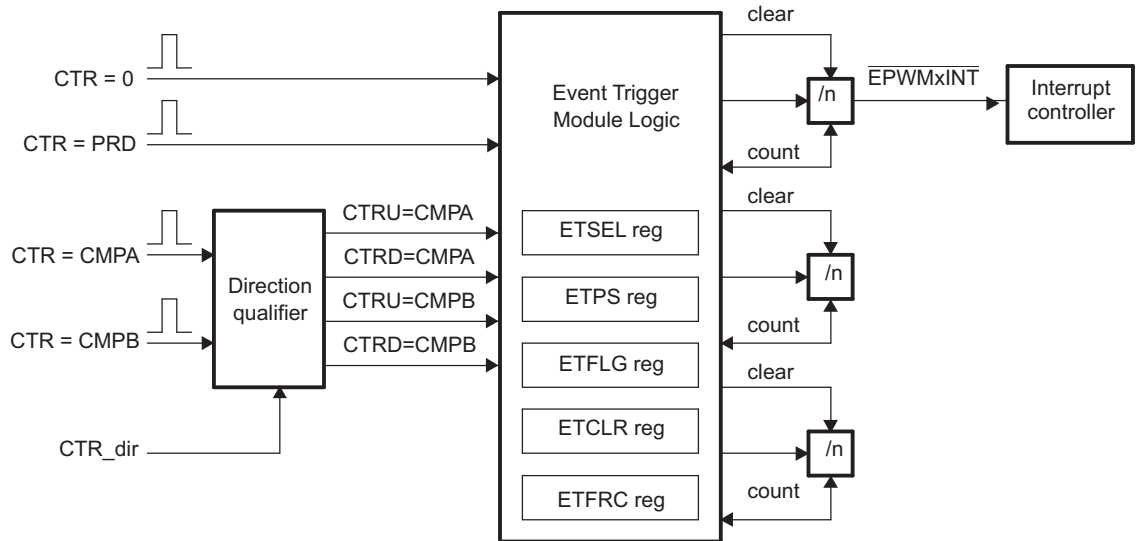 clear
CTR = 0
CTR = PRD
Event Trigger
Module Logic
/n
EPWMxINT
Interrupt
controller
count
clear
CTR = CMPA
CTR = CMPB
Direction
qualifier
CTRU=CMPA
CTRD=CMPA
CTRU=CMPB
CTRD=CMPB
ETSEL reg
ETPS reg
ETFLG reg
ETCLR reg
ETFRC reg
/n
count
clear
CTR_dir
/n
count